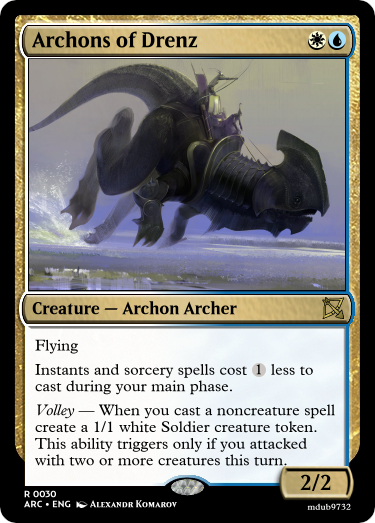 Archons of Drenz
Creature — Archon Archer
Flying
Instants and sorcery spells cost 1 less to
cast during your main phase.
Volley — When you cast a noncreature spell
create a 1/1 white Soldier creature token.
This ability triggers only if you attacked
with two or more creatures this turn.
2/2
R 0030
ARC • ENG Alexandr Komarov
mdub9732